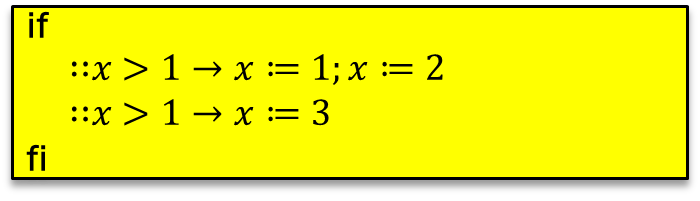 if
∷x > 1 → x ≔ 1; x ≔ 2
∷x > 1 → x ≔ 3
fi